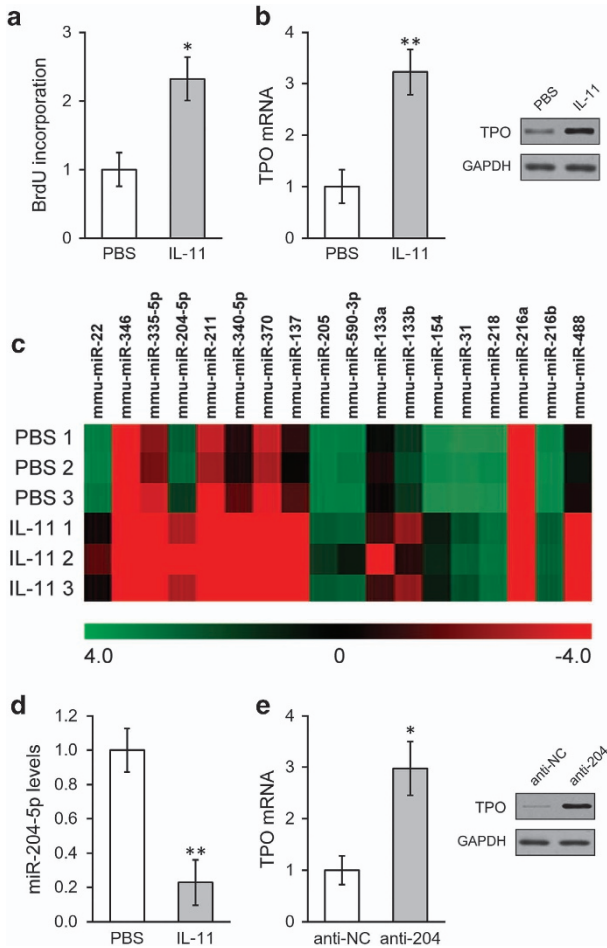 a
BrdU incorporation
3
2
1
0
*
PBS IL-11
b
TPO mRNA
4
3
2
1
0
**
PBS IL-11
PBS IL-11
TPO
GAPDH
c
mmu-miR-22
mmu-miR-346
mmu-miR-335-5p
mmu-miR-204-5p
mmu-miR-211
mmu-miR-340-5p
mmu-miR-370
mmu-miR-137
mmu-miR-205
mmu-miR-590-3p
mmu-miR-133a
mmu-miR-133b
mmu-miR-154
mmu-miR-31
mmu-miR-218
mmu-miR-216a
mmu-miR-216b
mmu-miR-488
PBS 1
PBS 2
PBS 3
IL-11 1
IL-11 2
IL-11 3
4.0 0 -4.0
d
miR-204-5p levels
1.2
1.0
0.8
0.6
0.4
0.2
0.0
**
PBS IL-11
e
TPO mRNA
4
3
2
1
0
*
anti-NC anti-204
anti-NC anti-204
TPO
GAPDH